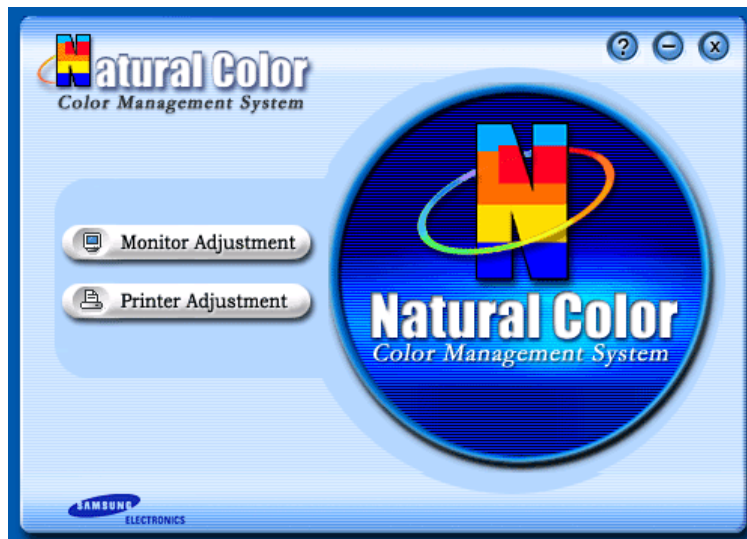 Natural Color
Color Management System
? – x
Monitor Adjustment
Printer Adjustment
N
Natural Color
Color Management System
SAMSUNG
ELECTRONICS